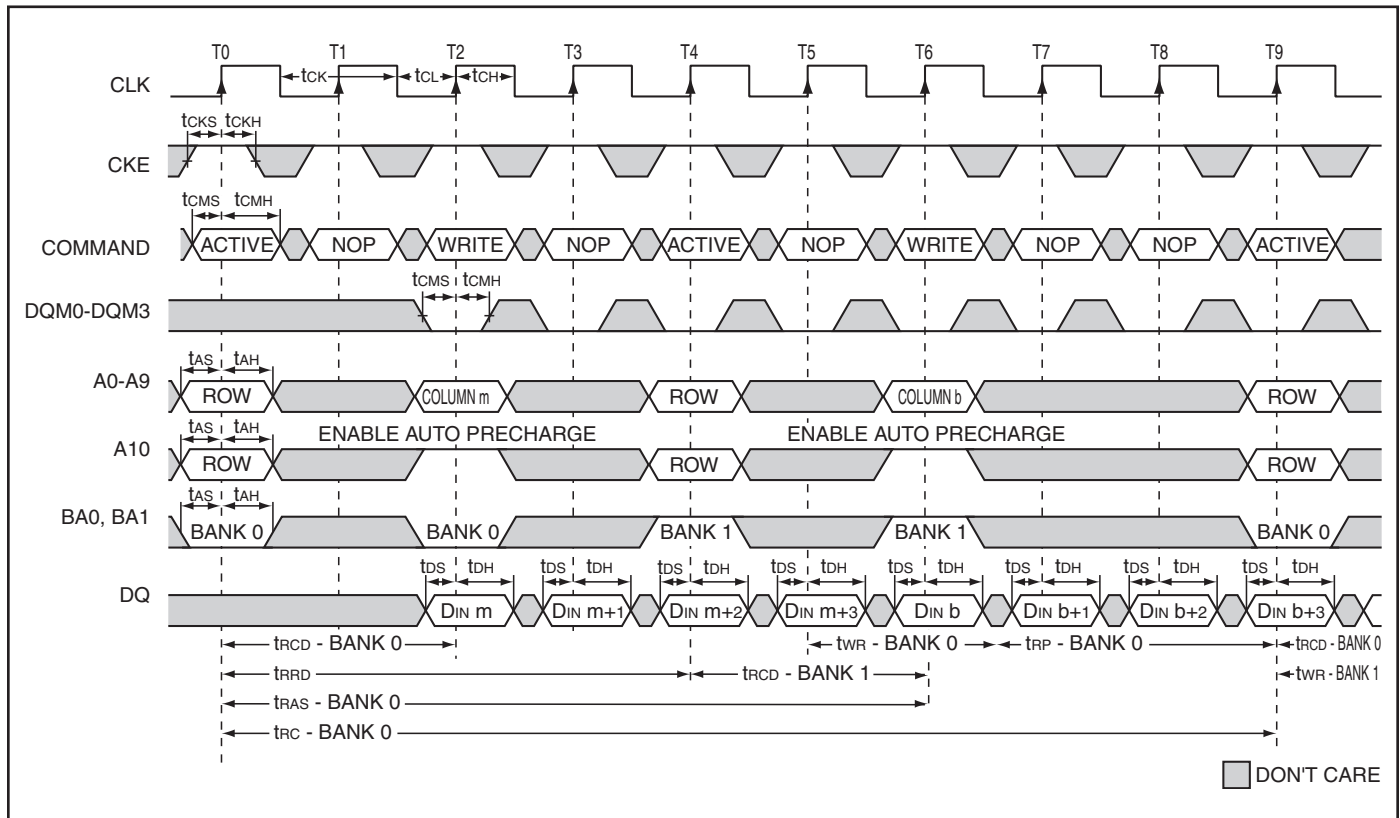 T0 T1 T2 T3 T4 T5 T6 T7 T8 T9
CLK tCK tCL tCH
tCKS tCKH
CKE
tCMS tCMH
COMMAND ACTIVE NOP WRITE NOP ACTIVE NOP WRITE NOP NOP ACTIVE
tCMS tCMH
DQM0-DQM3
tAS tAH
A0-A9 ROW COLUMN m ROW COLUMN b ROW
tAS tAH ENABLE AUTO PRECHARGE ENABLE AUTO PRECHARGE
A10 ROW ROW ROW
tAS tAH
BA0, BA1 BANK 0 BANK 0 BANK 1 BANK 1 BANK 0
tDS tDH tDS tDH tDS tDH tDS tDH tDS tDH tDS tDH tDS tDH tDS tDH
DQ DIN m DIN m+1 DIN m+2 DIN m+3 DIN b DIN b+1 DIN b+2 DIN b+3
tRCD - BANK 0 tWR - BANK 0 tRP - BANK 0 tRCD - BANK 0
tRRD tRCD - BANK 1 tWR - BANK 1
tRAS - BANK 0
tRC - BANK 0
DON'T CARE